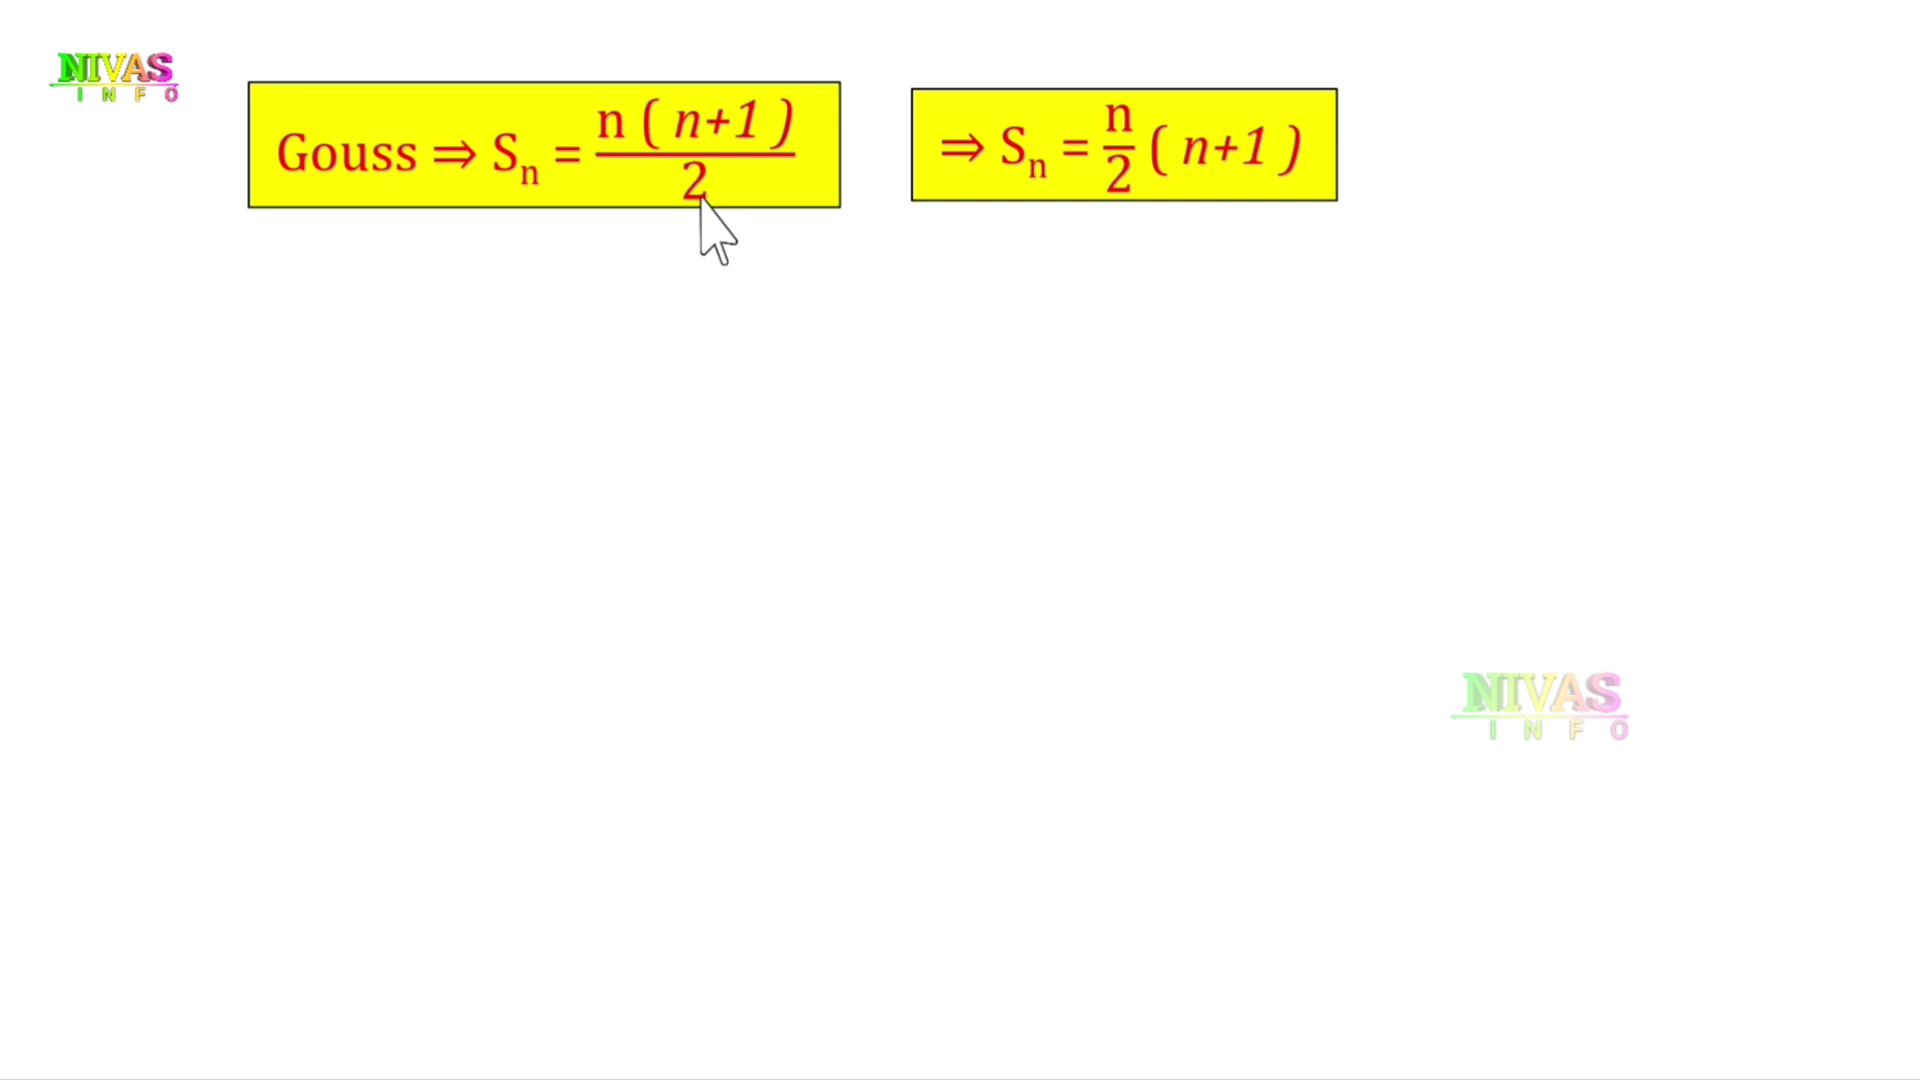 NIVAS
INFO
Gouss ⇒ Sn = n ( n+1 ) / 2
⇒ Sn = n/2 ( n+1 )
NIVAS
INFO